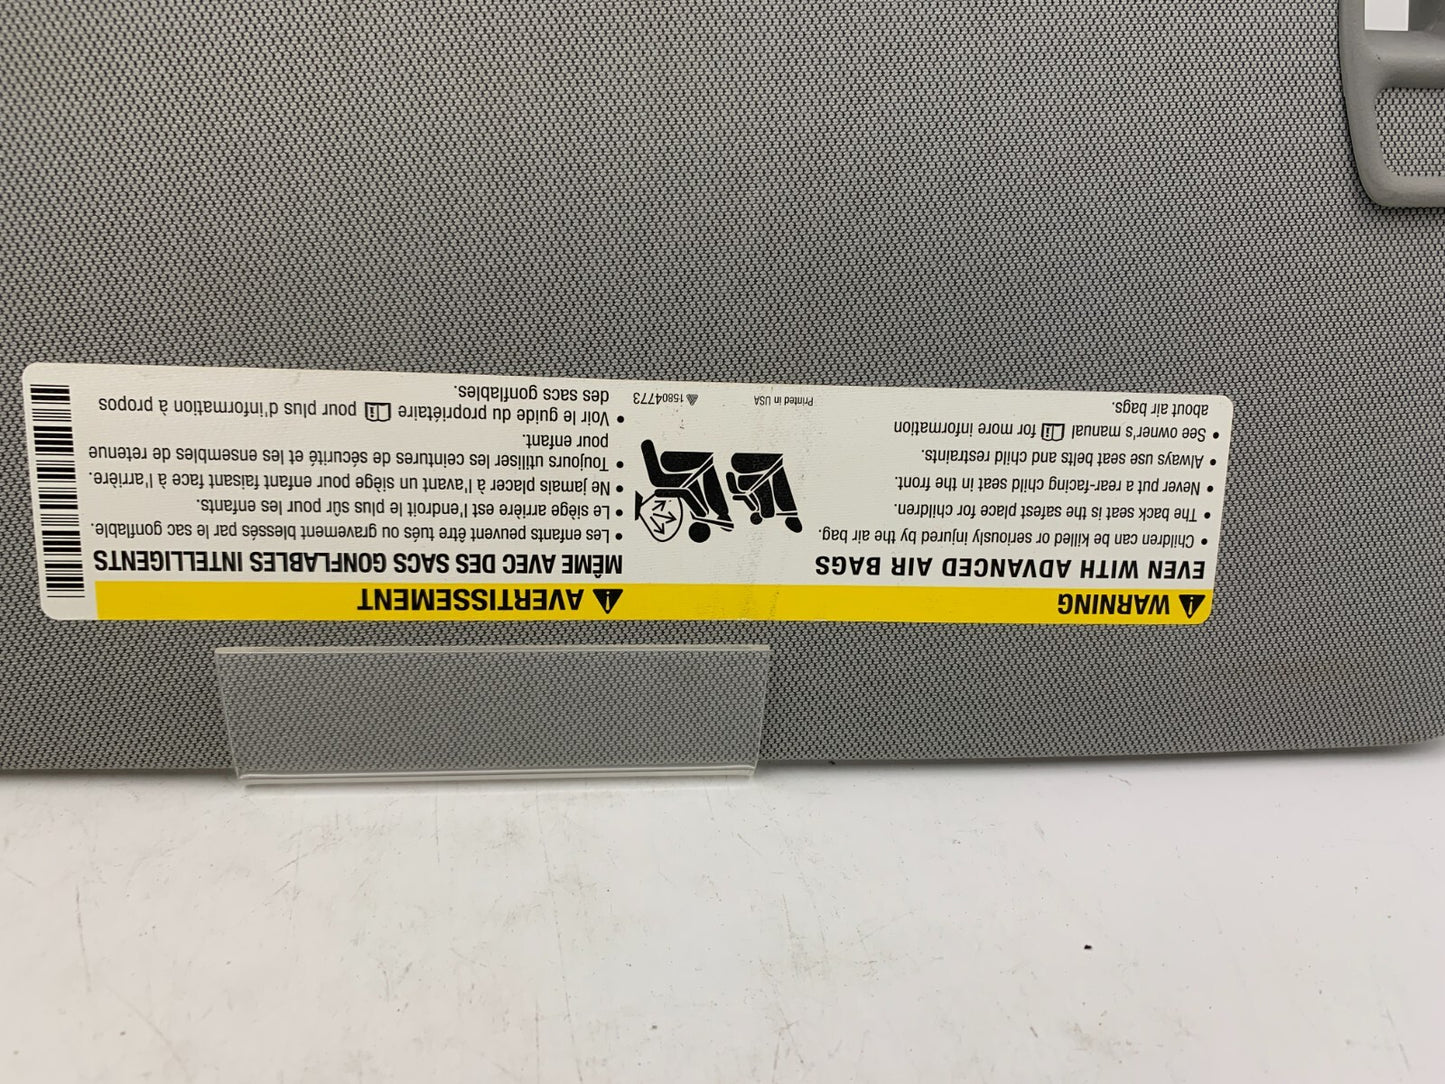 ⚠ WARNING
EVEN WITH ADVANCED AIR BAGS
• Children can be killed or seriously injured by the air bag.
• The back seat is the safest place for children.
• Never put a rear-facing child seat in the front.
• Always use seat belts and child restraints.
• See owner's manual for more information
about air bags.
Printed in USA
15804773
⚠ AVERTISSEMENT
MÊME AVEC DES SACS GONFLABLES INTELLIGENTS
• Les enfants peuvent être tués ou gravement blessés par le sac gonflable.
• Le siège arrière est l'endroit le plus sûr pour les enfants.
• Ne jamais placer à l'avant un siège pour enfant faisant face à l'arrière.
• Toujours utiliser les ceintures de sécurité et les ensembles de retenue
pour enfant.
• Voir le guide du propriétaire pour plus d'information à propos
des sacs gonflables.